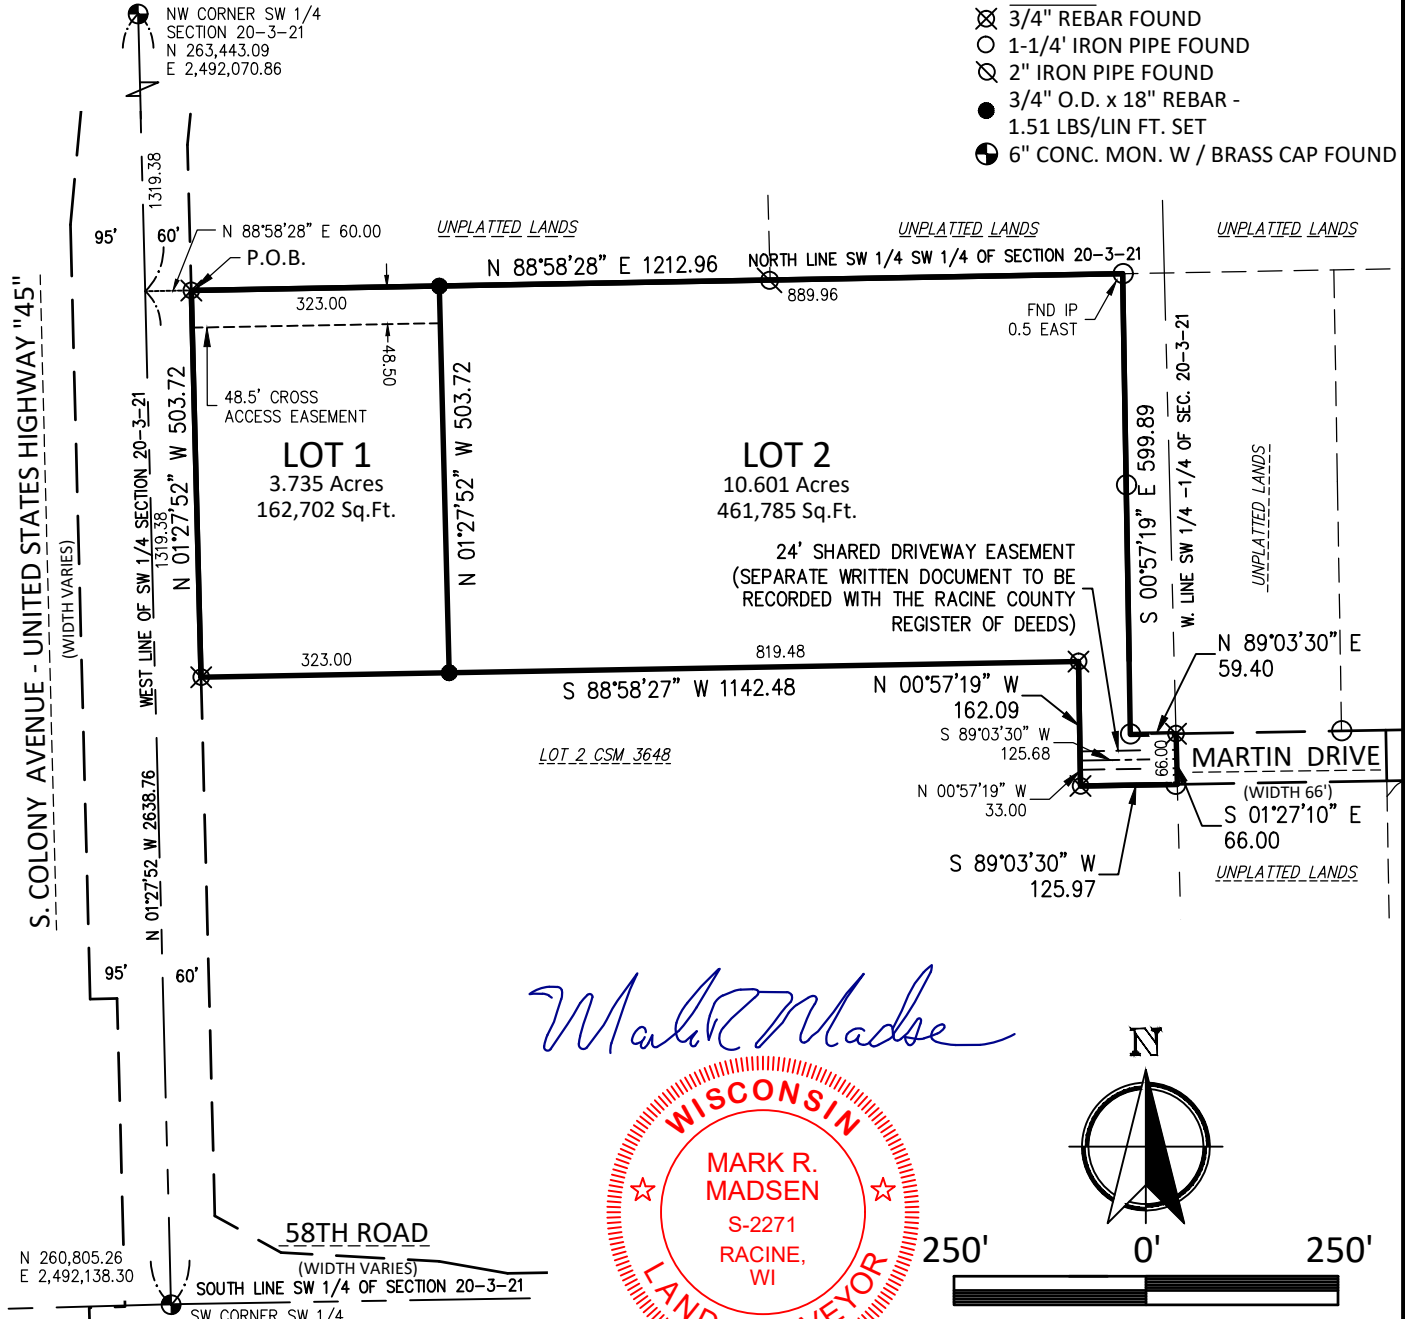 NW CORNER SW 1/4
SECTION 20-3-21
N 263,443.09
E 2,492,070.86
3/4" REBAR FOUND
1-1/4' IRON PIPE FOUND
2" IRON PIPE FOUND
3/4" O.D. x 18" REBAR -
1.51 LBS/LIN FT. SET
6" CONC. MON. W / BRASS CAP FOUND
1319.38
95'
60'
N 88°58'28" E 60.00
P.O.B.
UNPLATTED LANDS
UNPLATTED LANDS
UNPLATTED LANDS
N 88°58'28" E 1212.96
NORTH LINE SW 1/4 SW 1/4 OF SECTION 20-3-21
323.00
889.96
FND IP
0.5 EAST
48.50
48.5' CROSS
ACCESS EASEMENT
S. COLONY AVENUE - UNITED STATES HIGHWAY "45"
(WIDTH VARIES)
WEST LINE OF SW 1/4 SECTION 20-3-21
1319.38
N 01°27'52" W 503.72
N 01°27'52" W 503.72
LOT 1
3.735 Acres
162,702 Sq.Ft.
LOT 2
10.601 Acres
461,785 Sq.Ft.
S 00°57'19" E 599.89
W. LINE SW 1/4 -1/4 OF SEC. 20-3-21
UNPLATTED LANDS
24' SHARED DRIVEWAY EASEMENT
(SEPARATE WRITTEN DOCUMENT TO BE
RECORDED WITH THE RACINE COUNTY
REGISTER OF DEEDS)
323.00
819.48
S 88°58'27" W 1142.48
N 00°57'19" W
162.09
N 89°03'30" E
59.40
S 89°03'30" W
125.68
66.00
MARTIN DRIVE
(WIDTH 66')
N 00°57'19" W
33.00
S 01°27'10" E
66.00
S 89°03'30" W
125.97
UNPLATTED LANDS
LOT 2 CSM 3648
N 01°27'52 W 2638.76
95'
60'
Mark R Madse
WISCONSIN
MARK R.
MADSEN
S-2271
RACINE,
WI
N
250'
0'
250'
58TH ROAD
(WIDTH VARIES)
N 260,805.26
E 2,492,138.30
SOUTH LINE SW 1/4 OF SECTION 20-3-21
SW CORNER SW 1/4